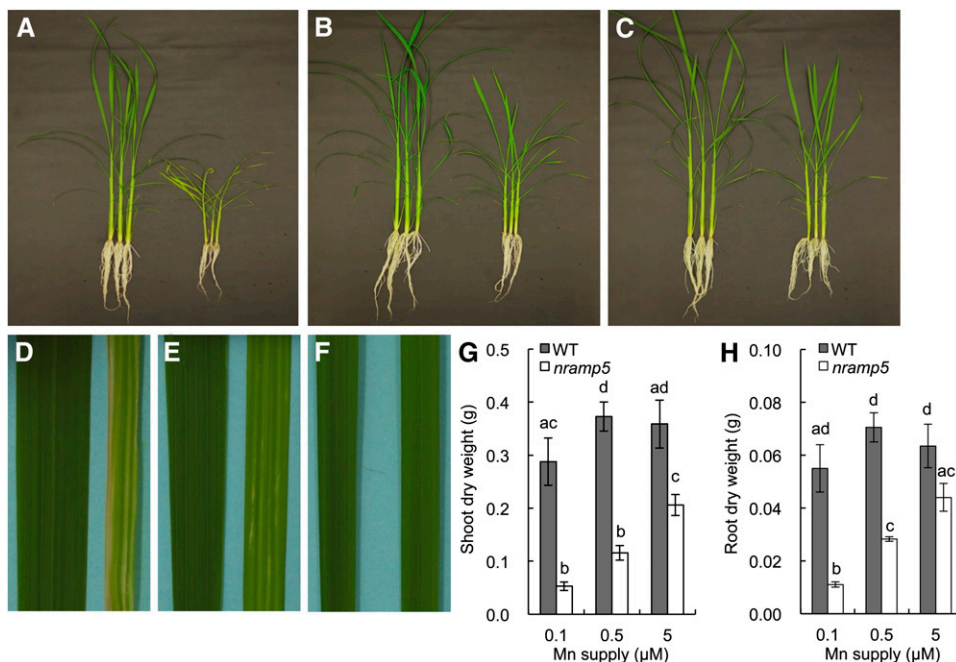 A
B
C
D
E
F
G
WT
nramp5
Shoot dry weight (g)
0.5
0.4
0.3
0.2
0.1
0.0
ac
b
d
b
ad
c
0.1
0.5
5
Mn supply (µM)
H
WT
nramp5
Root dry weight (g)
0.10
0.08
0.06
0.04
0.02
0.00
ad
b
d
c
d
ac
0.1
0.5
5
Mn supply (µM)